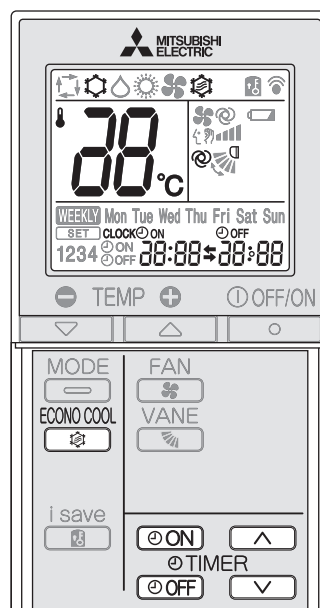 MITSUBISHI
ELECTRIC
88°C
WEEKLY Mon Tue Wed Thu Fri Sat Sun
SET CLOCK ON OFF
1234 ON OFF 88:88 88:88
TEMP OFF/ON
MODE FAN
ECONO COOL VANE
i save
ON
TIMER
OFF